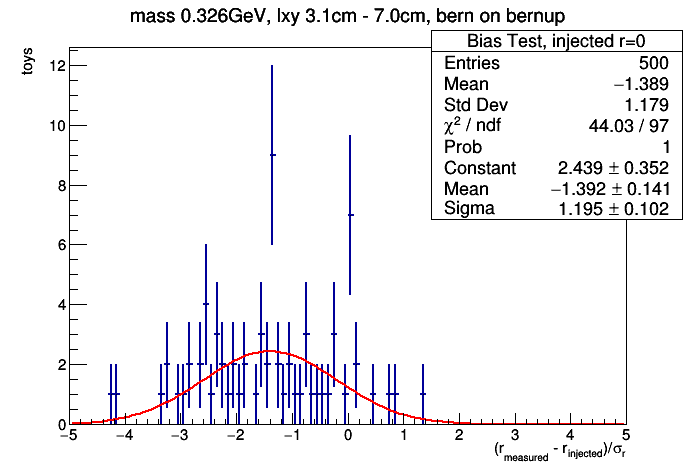 mass 0.326GeV, lxy 3.1cm - 7.0cm, bern on bernup
Bias Test, injected r=0
Entries 500
Mean −1.389
Std Dev 1.179
χ² / ndf 44.03 / 97
Prob 1
Constant 2.439 ± 0.352
Mean −1.392 ± 0.141
Sigma 1.195 ± 0.102
toys
12
10
8
6
4
2
0
−5 −4 −3 −2 −1 0 1 2 3 4 5
(r_measured - r_injected)/σ_r